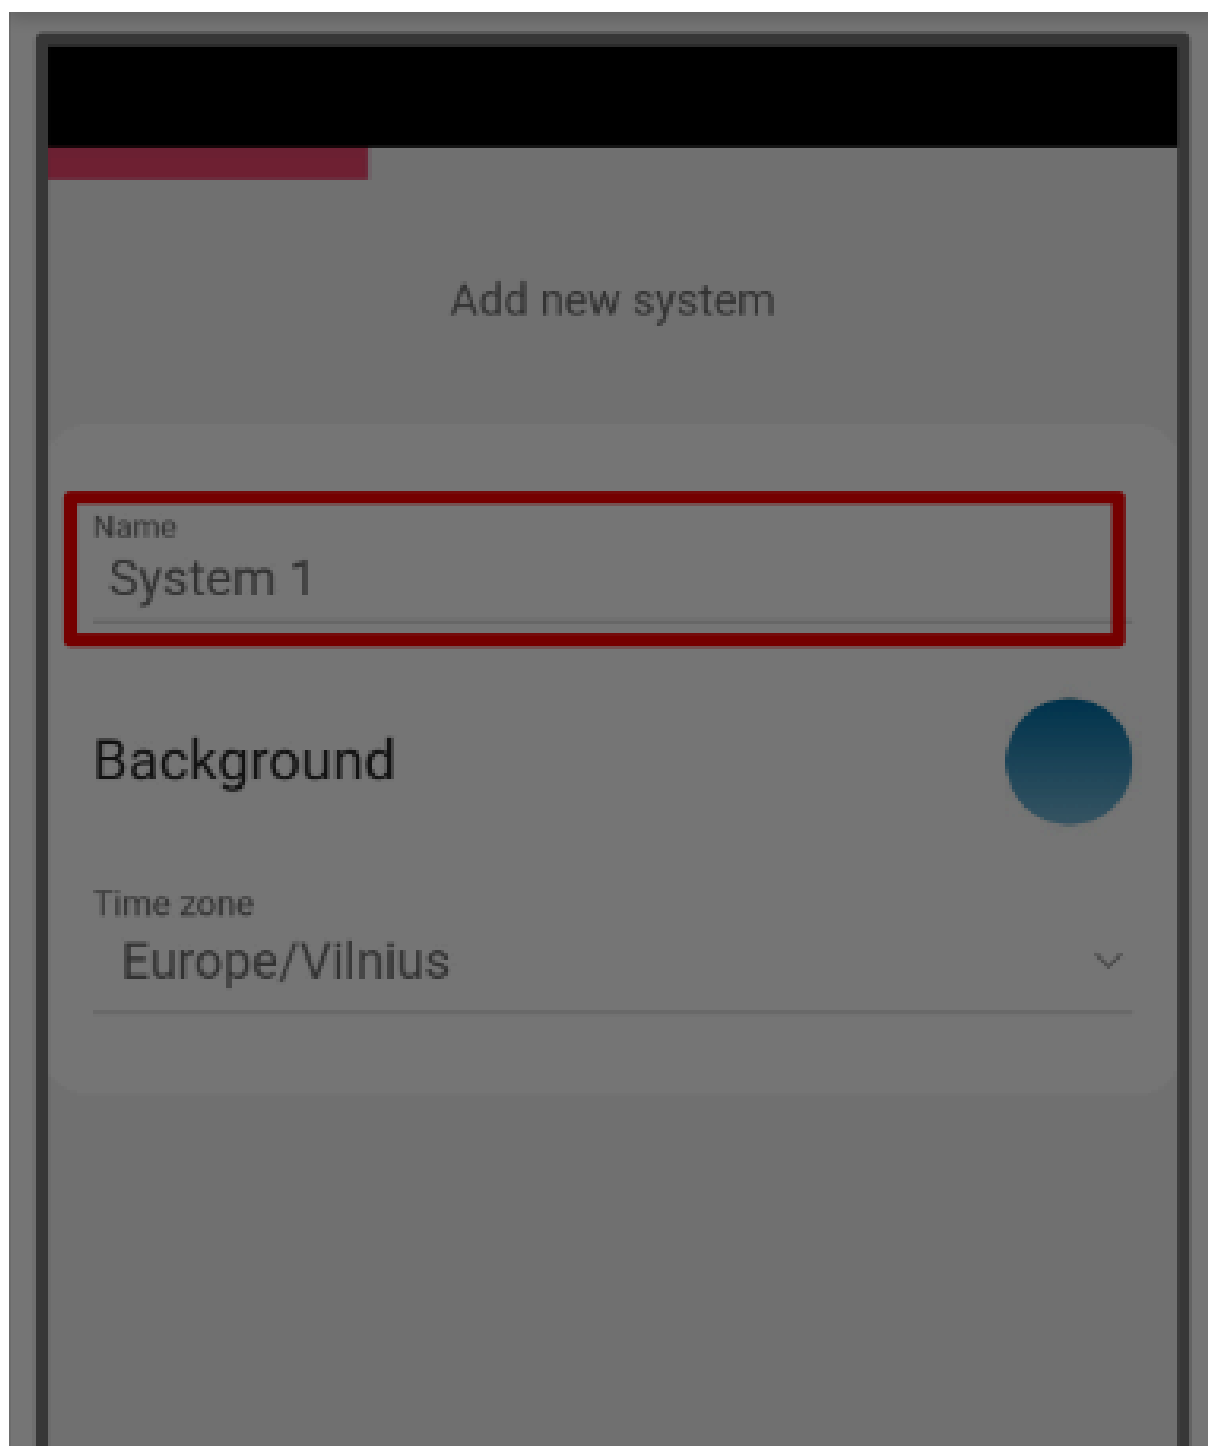 Add new system
Name
System 1
Background
Time zone
Europe/Vilnius